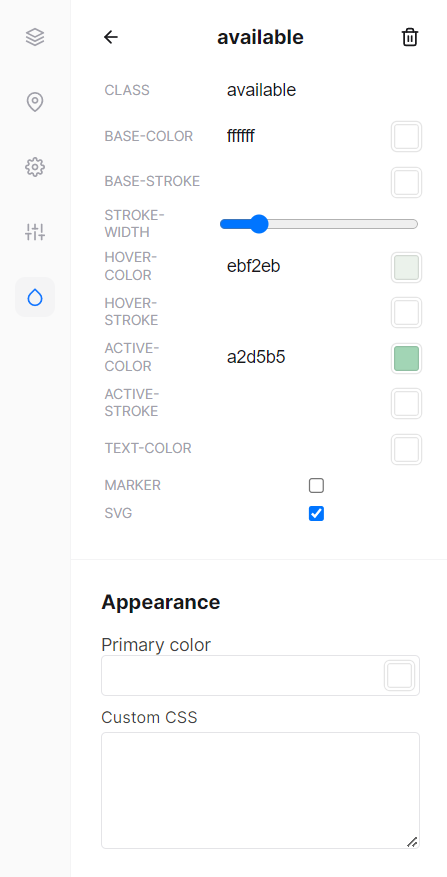 available
CLASS available
BASE-COLOR ffffff
BASE-STROKE
STROKE-
WIDTH
HOVER-
COLOR ebf2eb
HOVER-
STROKE
ACTIVE-
COLOR a2d5b5
ACTIVE-
STROKE
TEXT-COLOR
MARKER
SVG
Appearance
Primary color
Custom CSS